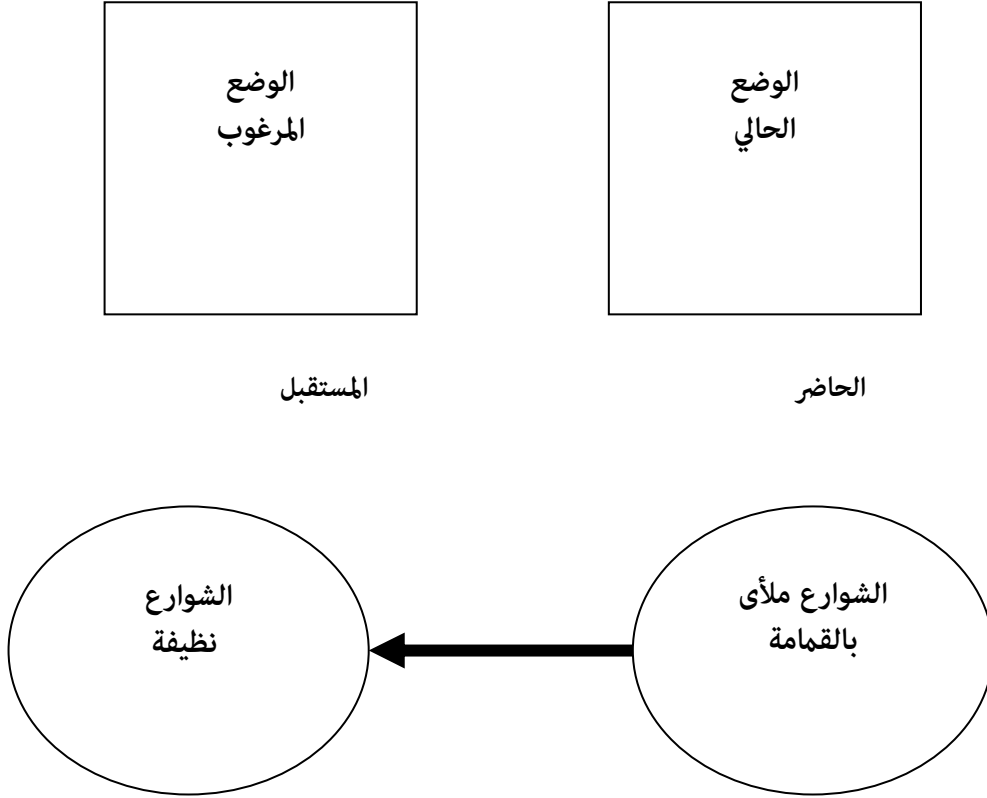 الوضع
الحالي
الوضع
المرغوب
الحاضر
المستقبل
الشوارع ملأى
بالقمامة
الشوارع
نظيفة